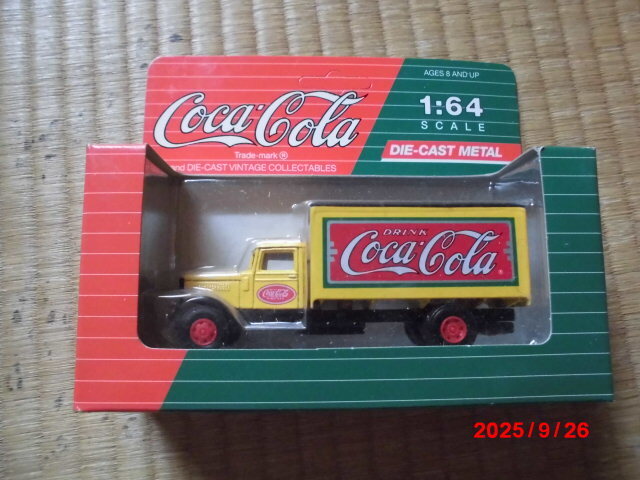 AGES 8 AND UP
Coca-Cola
Trade-mark ®
1:64
SCALE
DIE-CAST METAL
and DIE-CAST VINTAGE COLLECTABLES
DRINK
Coca-Cola
Coca-Cola
2025/9/26